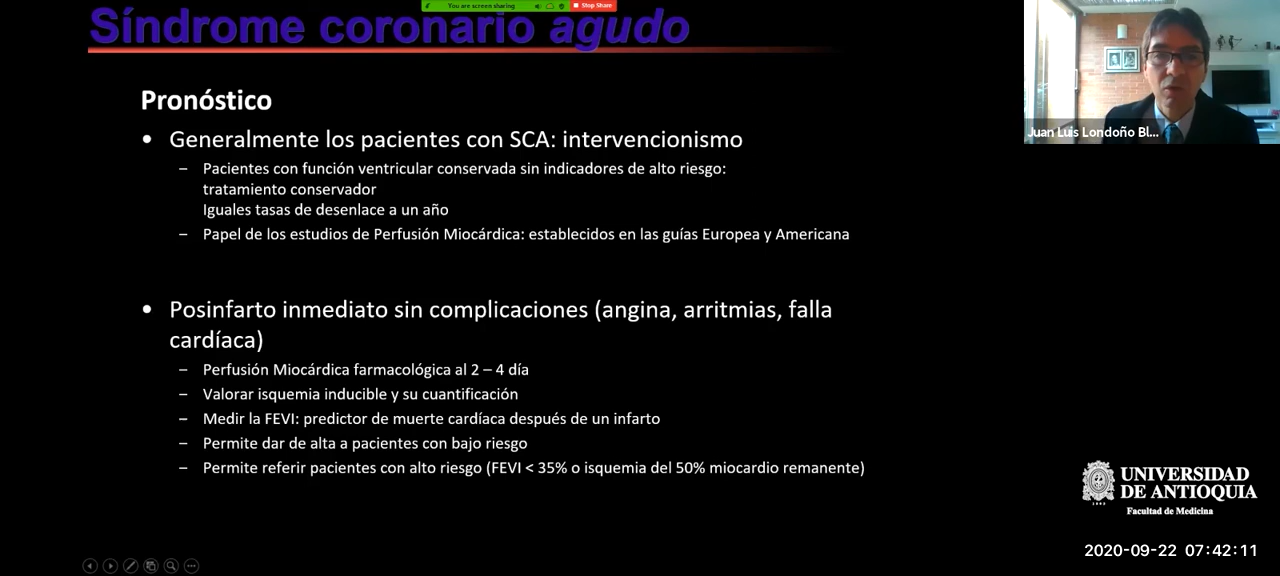 You are screen sharing
Stop Share
Síndrome coronario agudo
Pronóstico
• Generalmente los pacientes con SCA: intervencionismo
– Pacientes con función ventricular conservada sin indicadores de alto riesgo:
tratamiento conservador
Iguales tasas de desenlace a un año
– Papel de los estudios de Perfusión Miocárdica: establecidos en las guías Europea y Americana
• Posinfarto inmediato sin complicaciones (angina, arritmias, falla
cardíaca)
– Perfusión Miocárdica farmacológica al 2 – 4 día
– Valorar isquemia inducible y su cuantificación
– Medir la FEVI: predictor de muerte cardíaca después de un infarto
– Permite dar de alta a pacientes con bajo riesgo
– Permite referir pacientes con alto riesgo (FEVI < 35% o isquemia del 50% miocardio remanente)
Juan Luis Londoño Bl...
UNIVERSIDAD
DE ANTIOQUIA
Facultad de Medicina
1803
2020-09-22 07:42:11